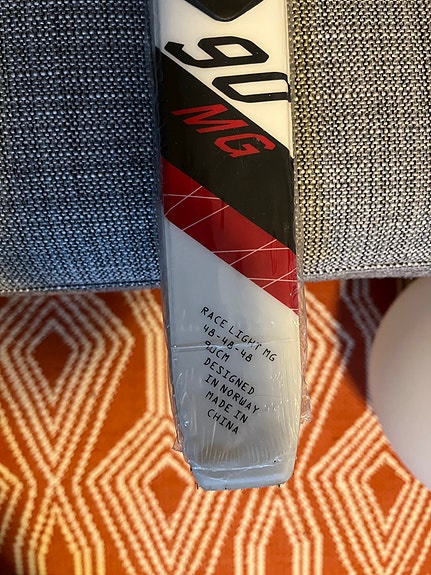 90
MG
RACE LIGHT MG
48-48-48
90CM
DESIGNED
IN NORWAY
MADE IN
CHINA